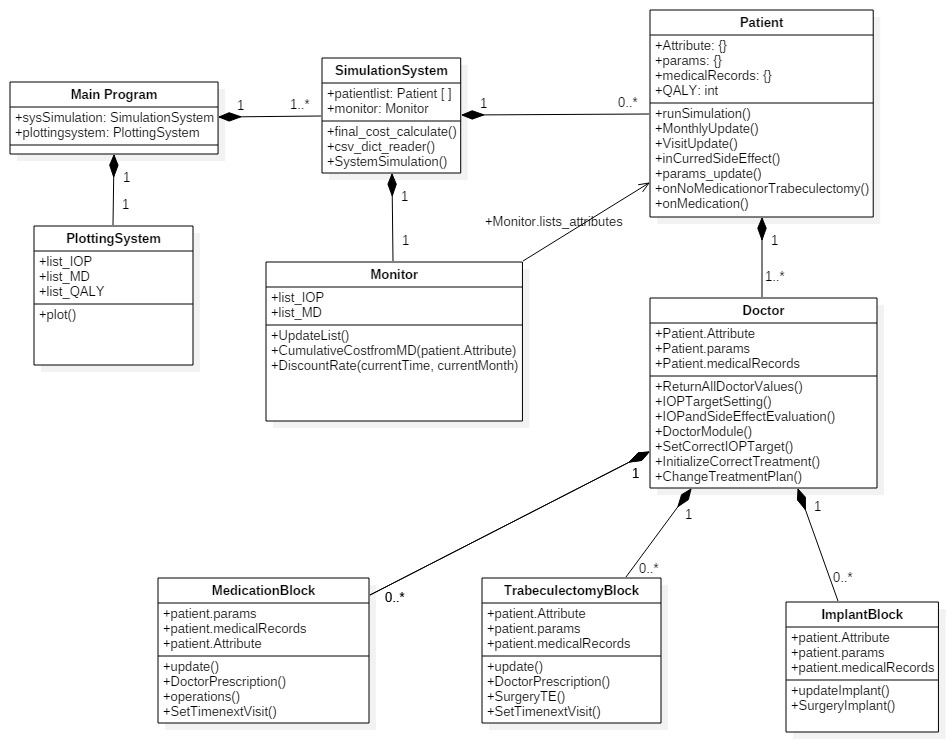 Main Program
+sysSimulation: SimulationSystem
+plottingsystem: PlottingSystem
1
1..*
SimulationSystem
+patientlist: Patient [ ]
+monitor: Monitor
+final_cost_calculate()
+csv_dict_reader()
+SystemSimulation()
1
0..*
Patient
+Attribute: {}
+params: {}
+medicalRecords: {}
+QALY: int
+runSimulation()
+MonthlyUpdate()
+VisitUpdate()
+inCurredSideEffect()
+params_update()
+onNoMedicationorTrabeculectomy()
+onMedication()
1
1
PlottingSystem
+list_IOP
+list_MD
+list_QALY
+plot()
1
1
+Monitor.lists_attributes
Monitor
+list_IOP
+list_MD
+UpdateList()
+CumulativeCostfromMD(patient.Attribute)
+DiscountRate(currentTime, currentMonth)
1
1..*
Doctor
+Patient.Attribute
+Patient.params
+Patient.medicalRecords
+ReturnAllDoctorValues()
+IOPTargetSetting()
+IOPandSideEffectEvaluation()
+DoctorModule()
+SetCorrectIOPTarget()
+InitializeCorrectTreatment()
+ChangeTreatmentPlan()
1
0..*
1
0..*
1
0..*
MedicationBlock
+patient.params
+patient.medicalRecords
+patient.Attribute
+update()
+DoctorPrescription()
+operations()
+SetTimenextVisit()
TrabeculectomyBlock
+patient.Attribute
+patient.params
+patient.medicalRecords
+update()
+DoctorPrescription()
+SurgeryTE()
+SetTimenextVisit()
ImplantBlock
+patient.Attribute
+patient.params
+patient.medicalRecords
+updateImplant()
+SurgeryImplant()